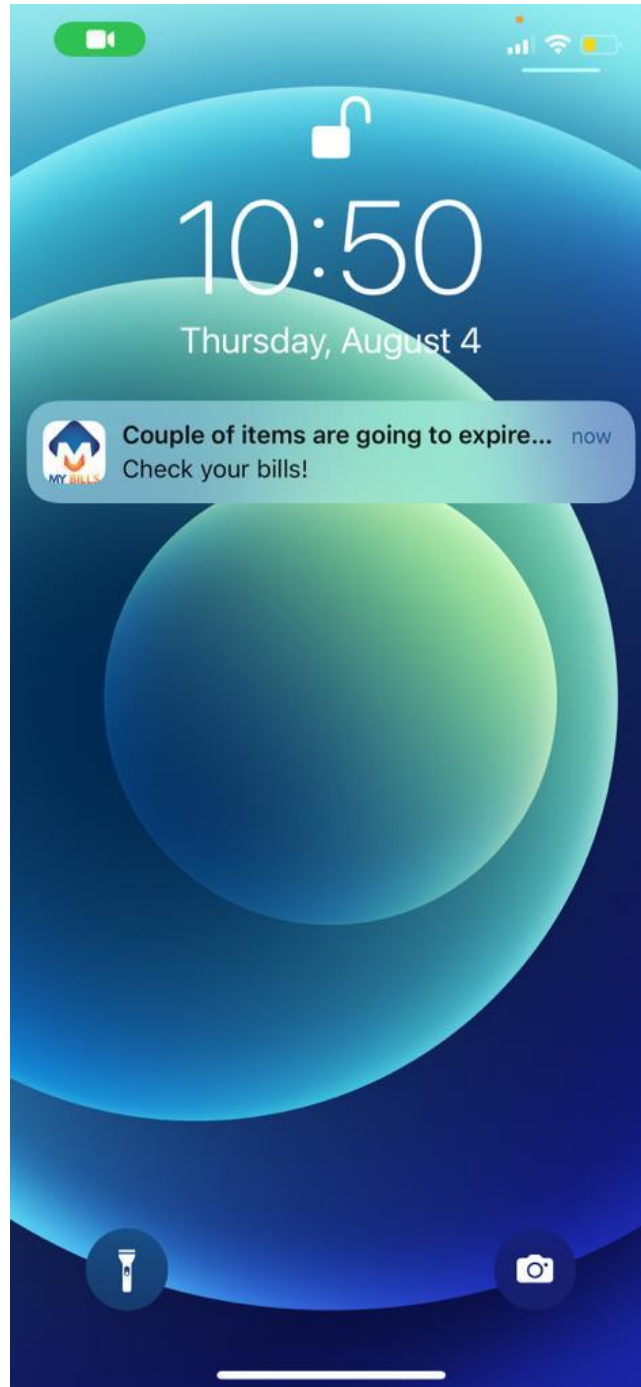 10:50
Thursday, August 4
Couple of items are going to expire... now
Check your bills!
MY BILLS